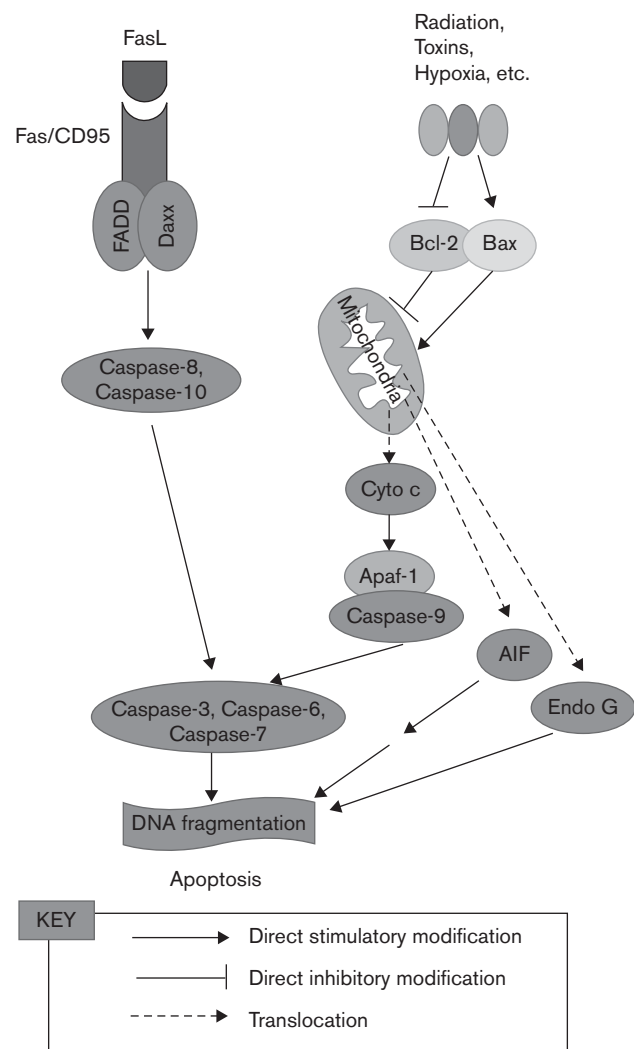 FasL
Fas/CD95
FADD
Daxx
Caspase-8,
Caspase-10
Radiation,
Toxins,
Hypoxia, etc.
Bcl-2
Bax
Mitochondria
Cyto c
Apaf-1
Caspase-9
AIF
Endo G
Caspase-3, Caspase-6,
Caspase-7
DNA fragmentation
Apoptosis
KEY
Direct stimulatory modification
Direct inhibitory modification
Translocation